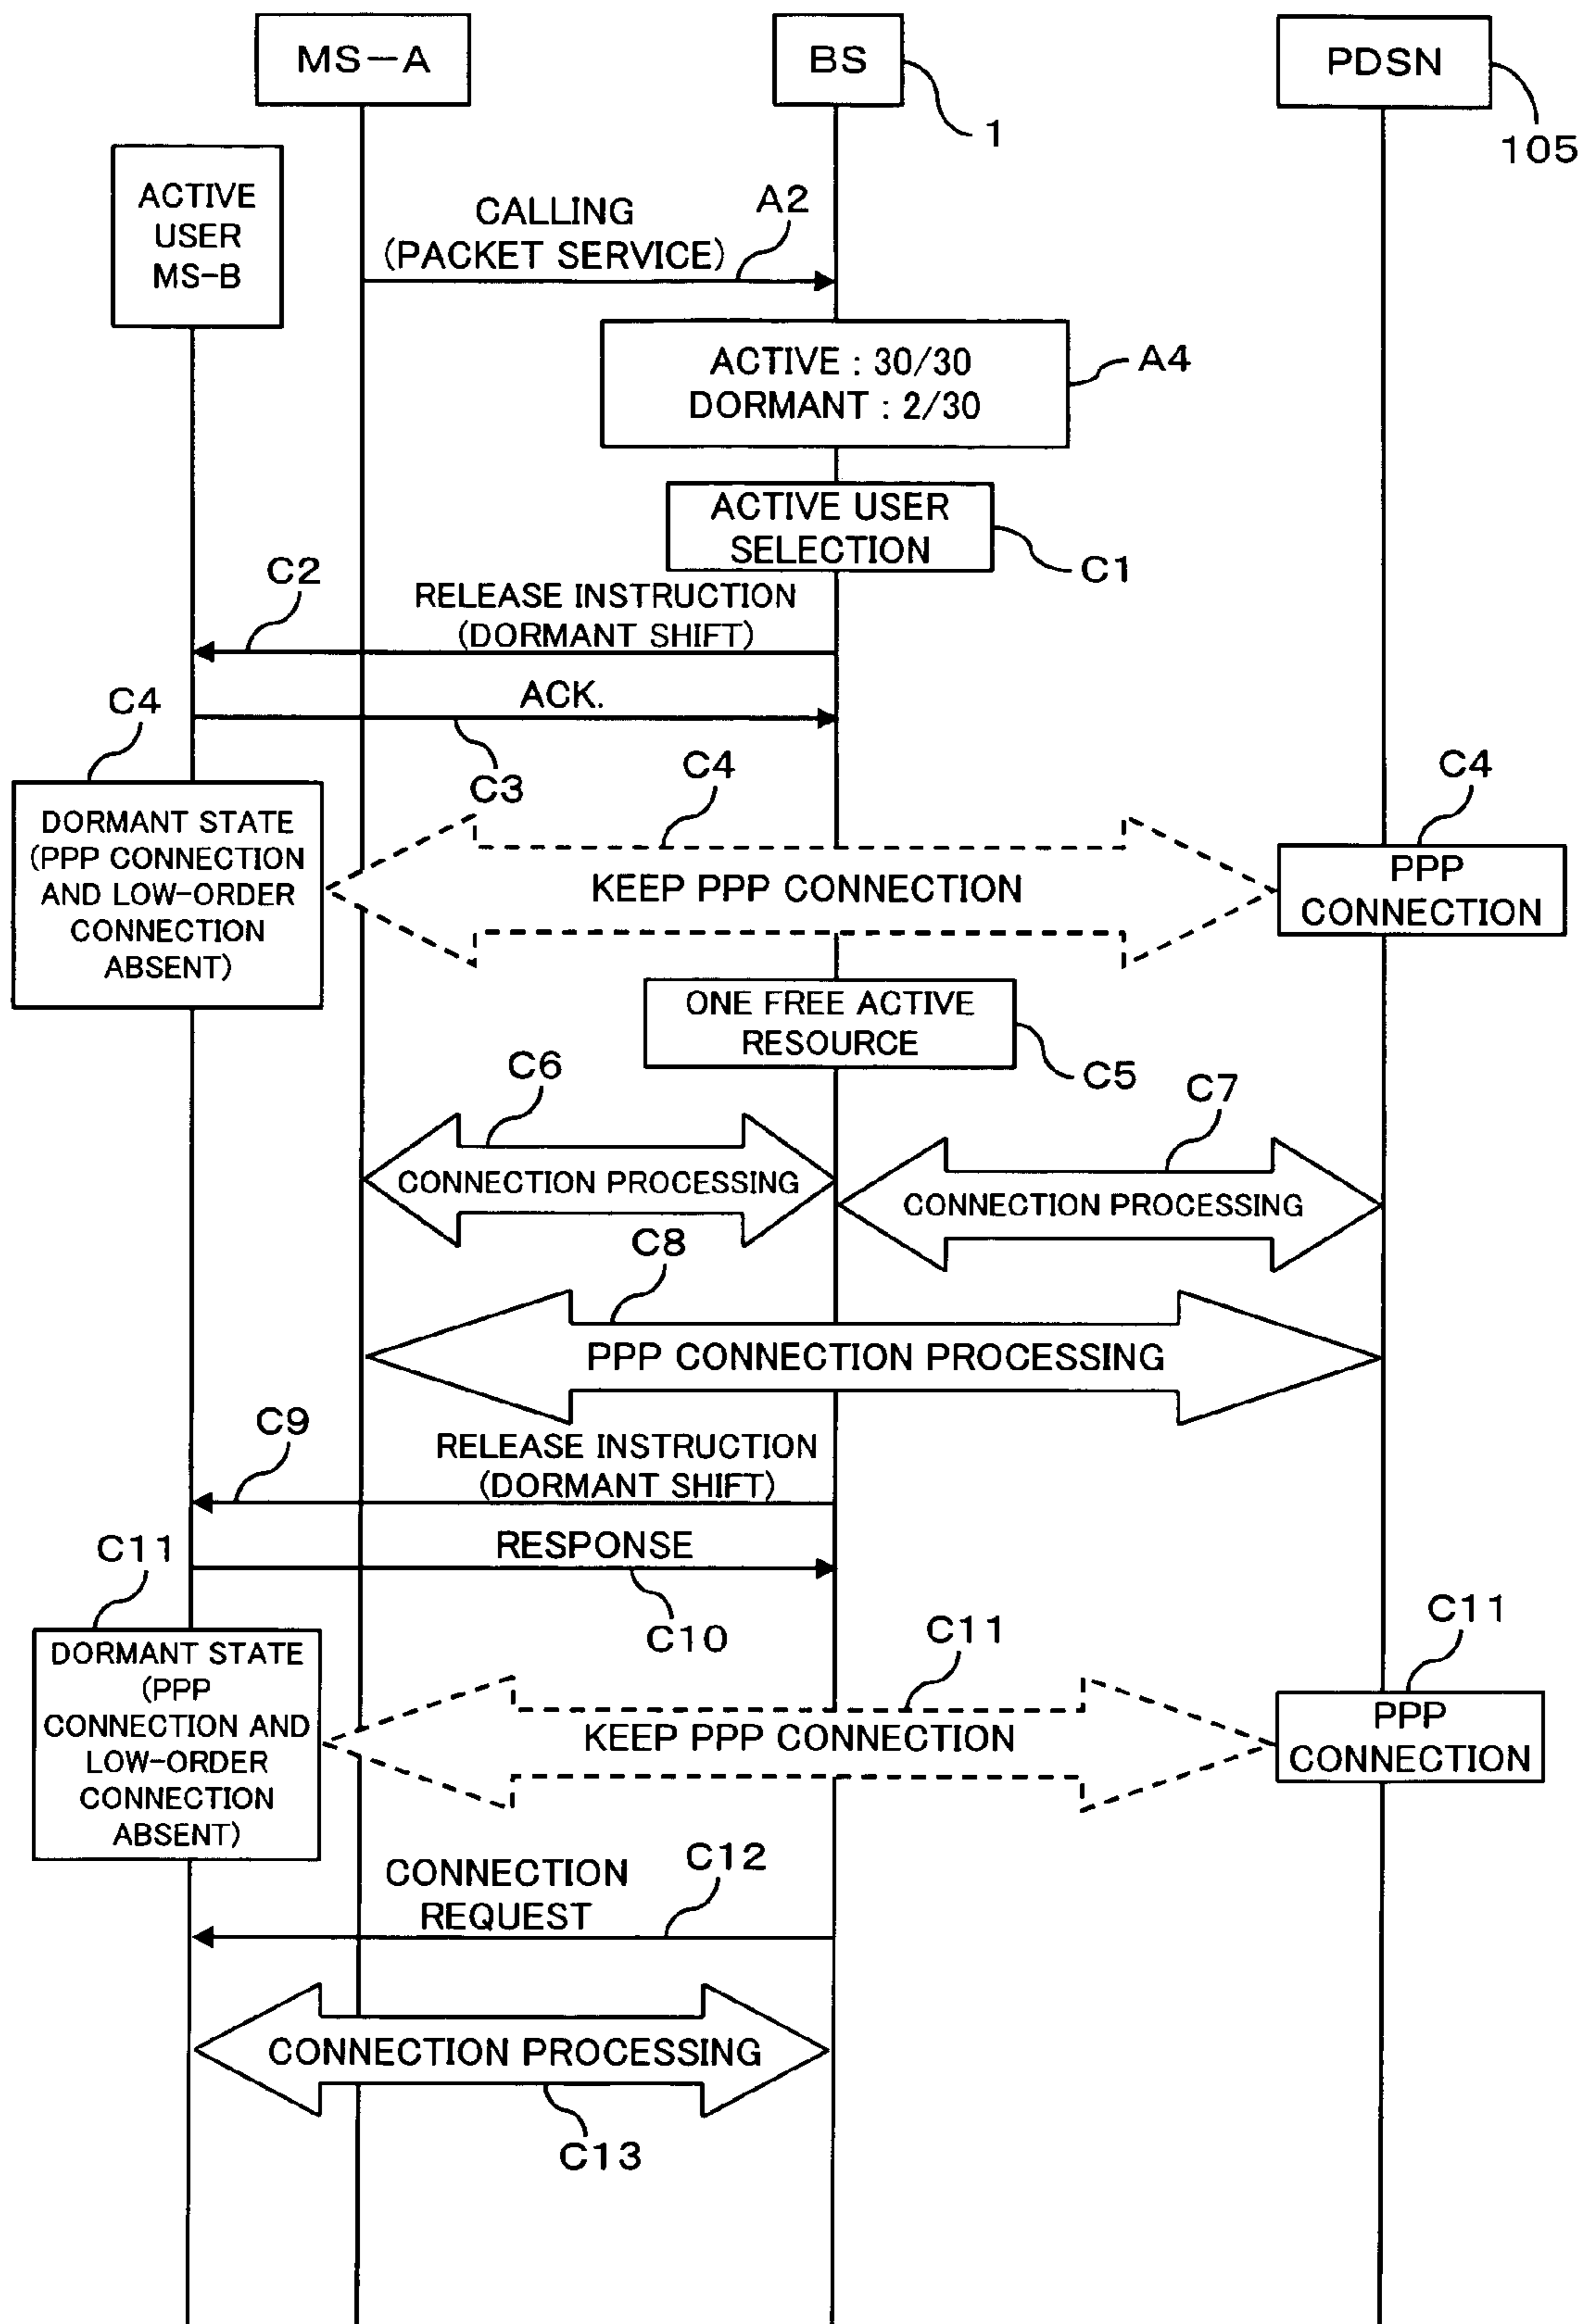 MS-A
BS
PDSN
1
105
ACTIVE
USER
MS-B
CALLING
(PACKET SERVICE)
A2
ACTIVE : 30/30
DORMANT : 2/30
A4
ACTIVE USER
SELECTION
C1
C2
RELEASE INSTRUCTION
(DORMANT SHIFT)
ACK.
C3
C4
DORMANT STATE
(PPP CONNECTION
AND LOW-ORDER
CONNECTION
ABSENT)
C4
KEEP PPP CONNECTION
C4
PPP
CONNECTION
ONE FREE ACTIVE
RESOURCE
C5
C6
CONNECTION PROCESSING
C7
CONNECTION PROCESSING
C8
PPP CONNECTION PROCESSING
C9
RELEASE INSTRUCTION
(DORMANT SHIFT)
RESPONSE
C10
C11
DORMANT STATE
(PPP
CONNECTION AND
LOW-ORDER
CONNECTION
ABSENT)
C11
KEEP PPP CONNECTION
C11
PPP
CONNECTION
CONNECTION
REQUEST
C12
CONNECTION PROCESSING
C13